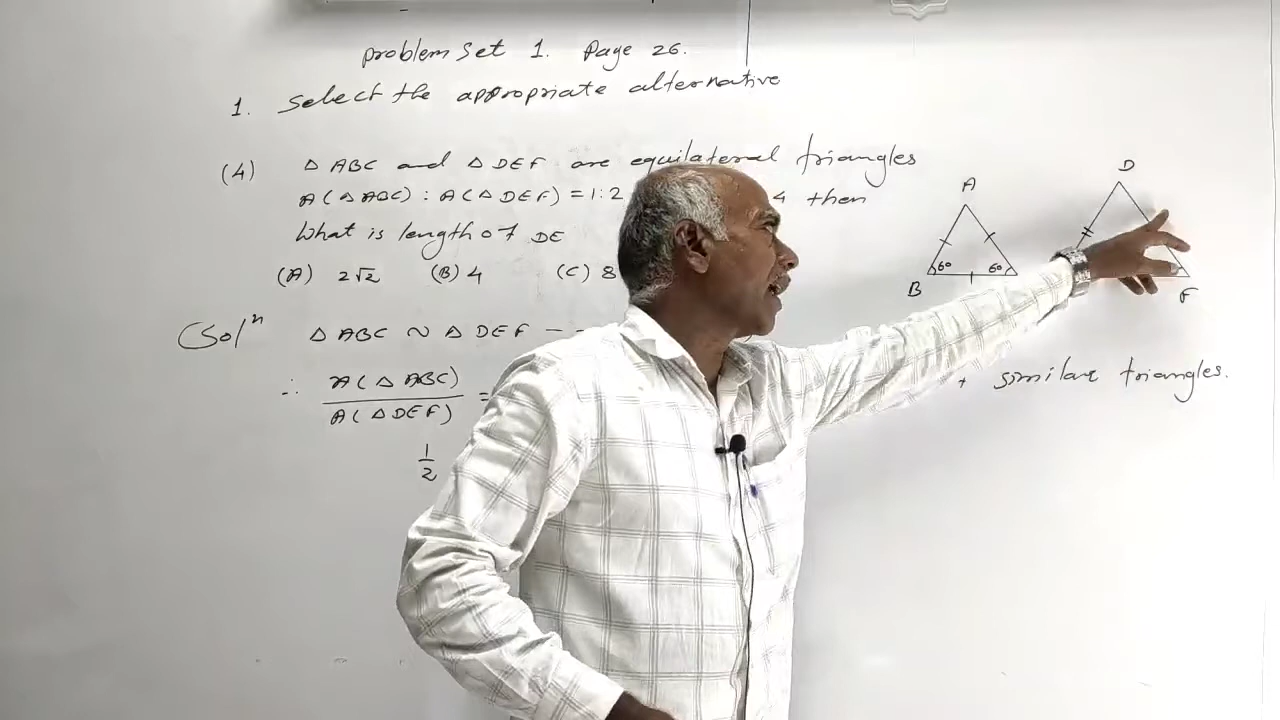 problem set 1. page 26.
1. Select the appropriate alternative
(4) △ ABC and △ DEF are equilateral triangles
A(△ ABC) : A(△ DEF) = 1:2 4 then
What is length of DE
(A) 2√2 (B) 4 (C) 8
Solⁿ △ ABC ~ △ DEF - -
∴ A(△ ABC) =
A(△ DEF)
1
2
similar triangles.
A
B
60
60
D
F